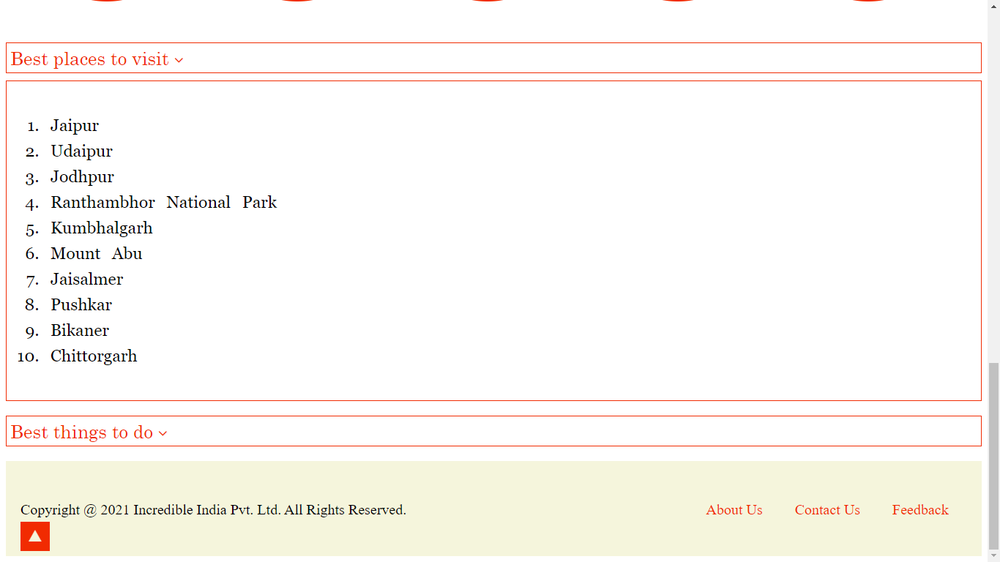 Best places to visit
1. Jaipur
2. Udaipur
3. Jodhpur
4. Ranthambhor National Park
5. Kumbhalgarh
6. Mount Abu
7. Jaisalmer
8. Pushkar
9. Bikaner
10. Chittorgarh
Best things to do
Copyright @ 2021 Incredible India Pvt. Ltd. All Rights Reserved. About Us Contact Us Feedback